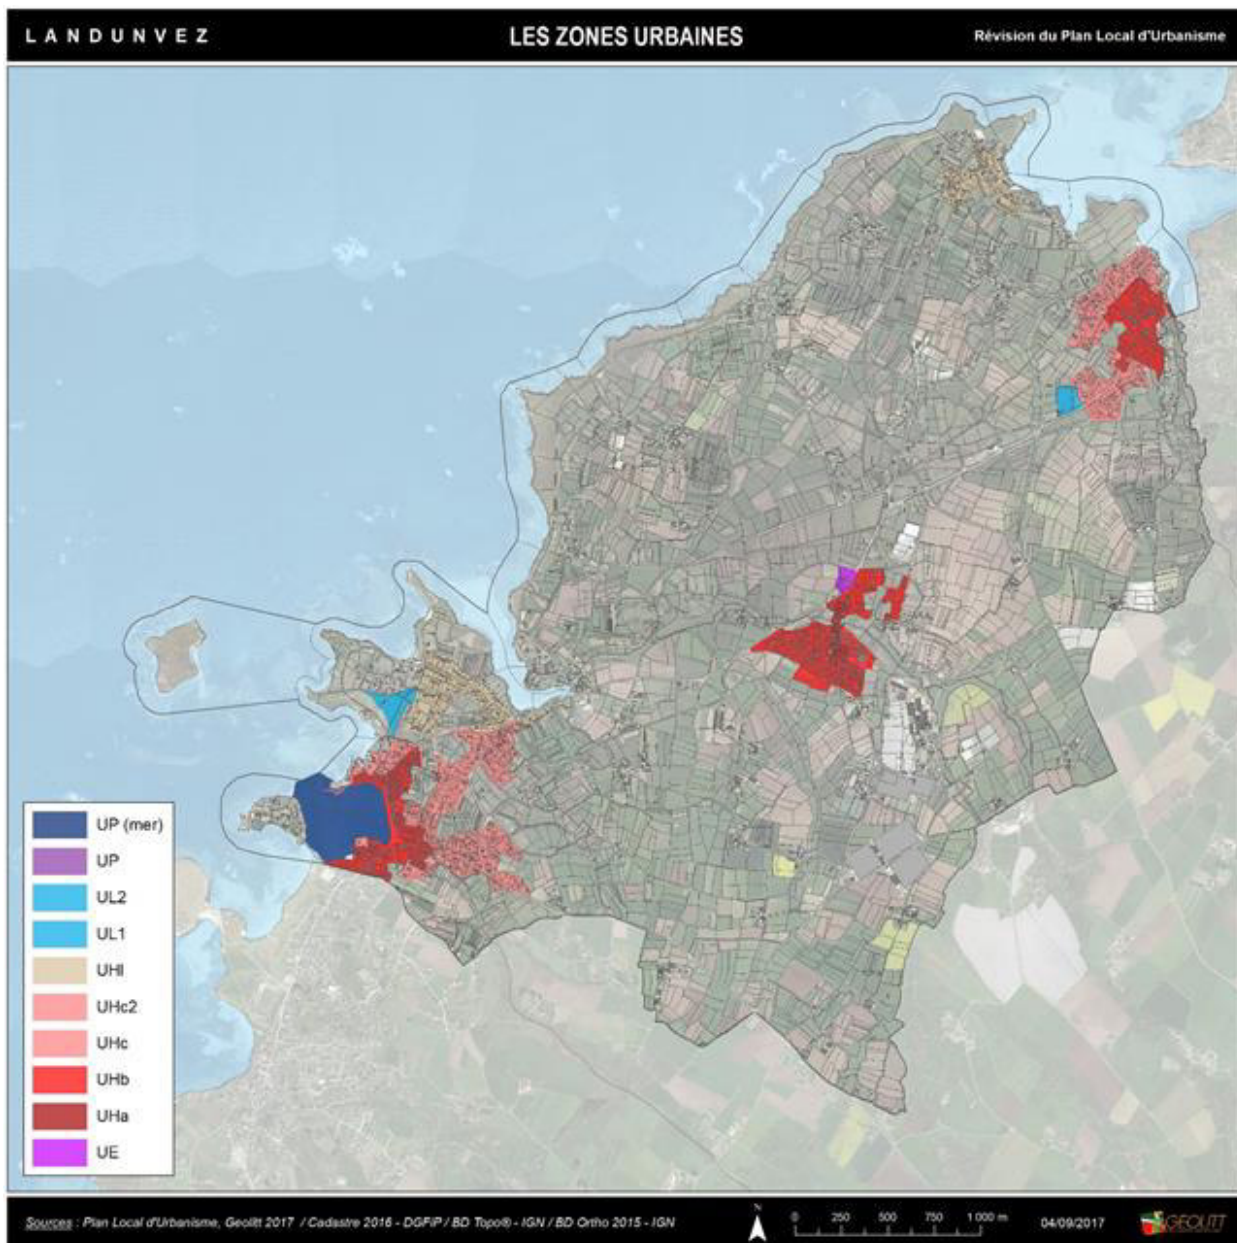 LANDUNVEZ
LES ZONES URBAINES
Révision du Plan Local d'Urbanisme
UP (mer)
UP
UL2
UL1
UHl
UHc2
UHc
UHb
UHa
UE
Sources : Plan Local d'Urbanisme, Geolitt 2017 / Cadastre 2016 - DGFiP / BD Topo® - IGN / BD Ortho 2015 - IGN
N
0 250 500 750 1 000 m
04/09/2017
GEOLITT